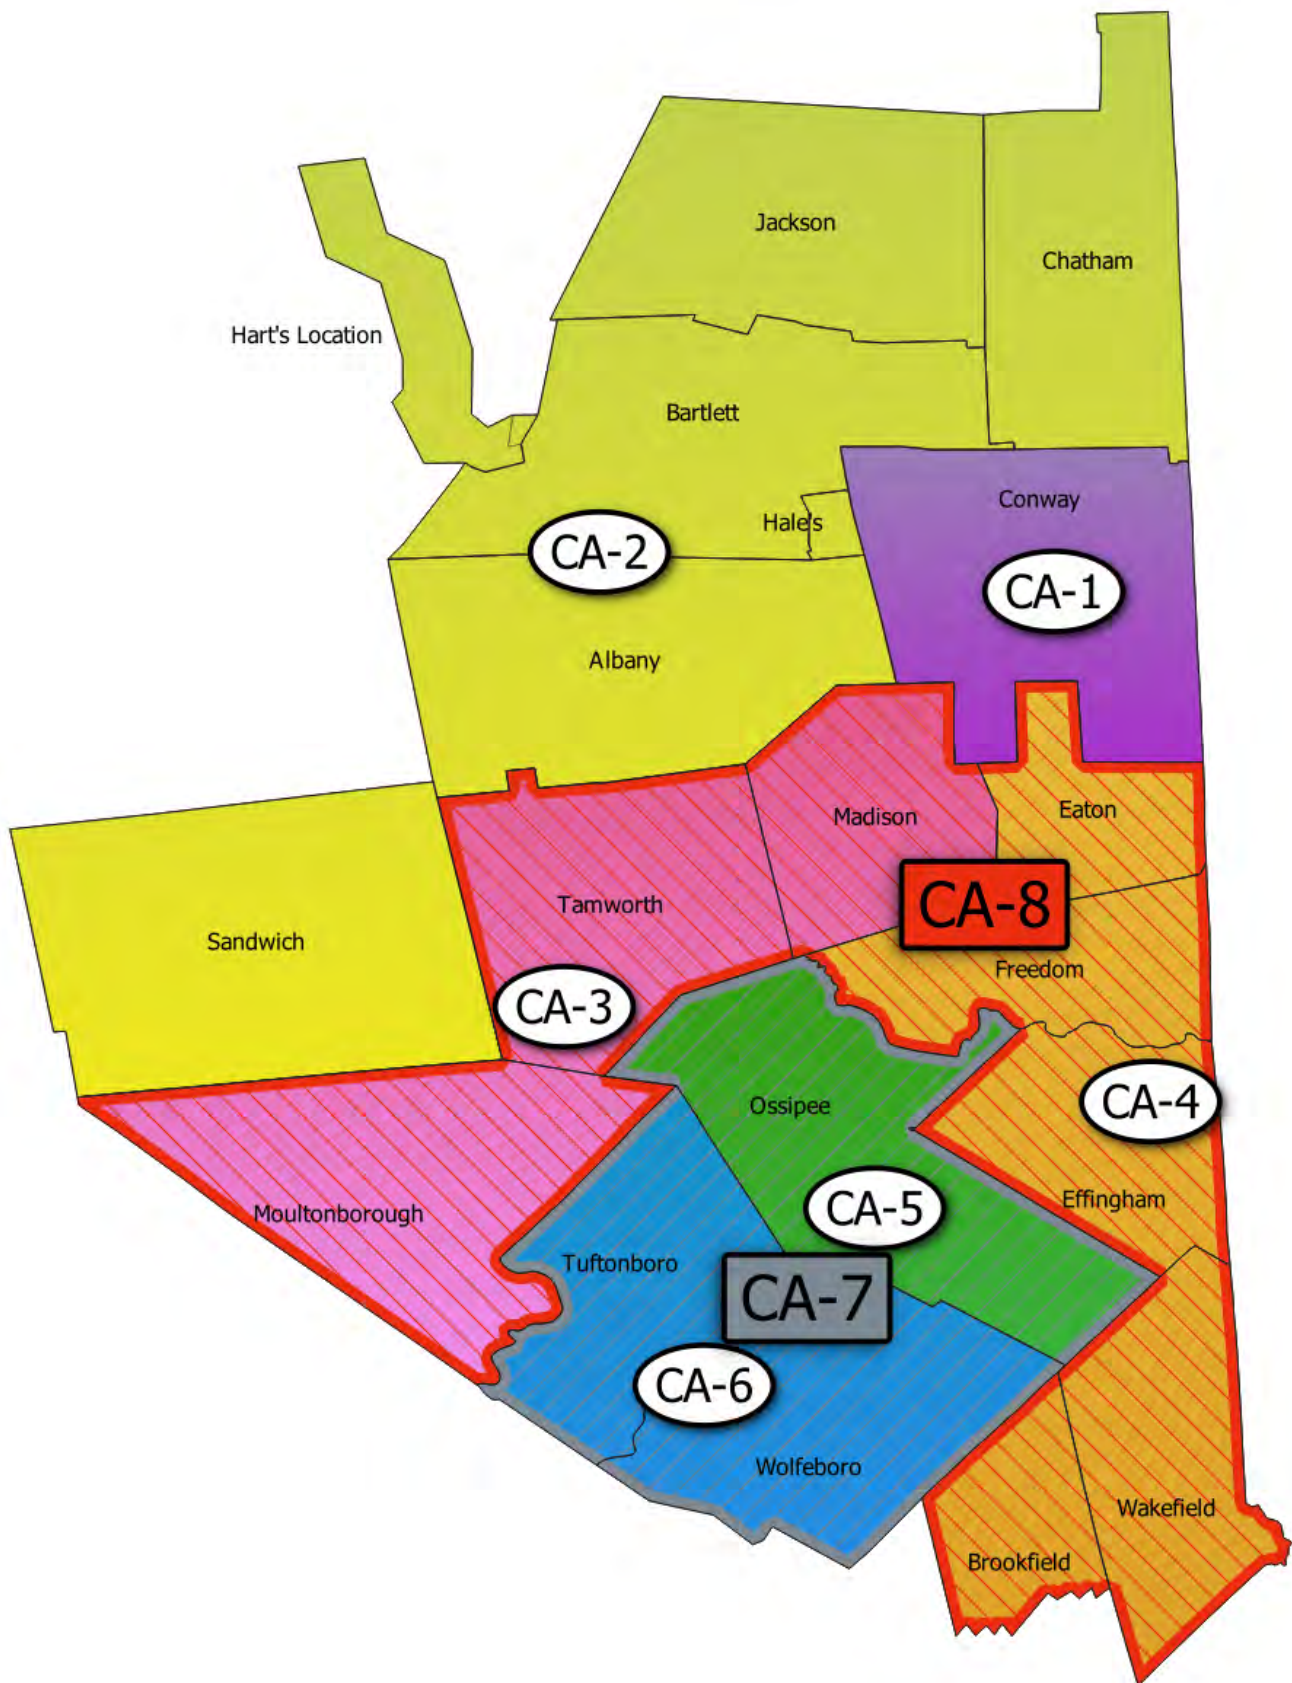 Jackson
Chatham
Hart's Location
Bartlett
Conway
Hale's
CA-2
CA-1
Albany
Madison
Eaton
CA-8
Tamworth
Sandwich
Freedom
CA-3
CA-4
Ossipee
Effingham
CA-5
Moultonborough
Tuftonboro
CA-7
CA-6
Wolfeboro
Wakefield
Brookfield